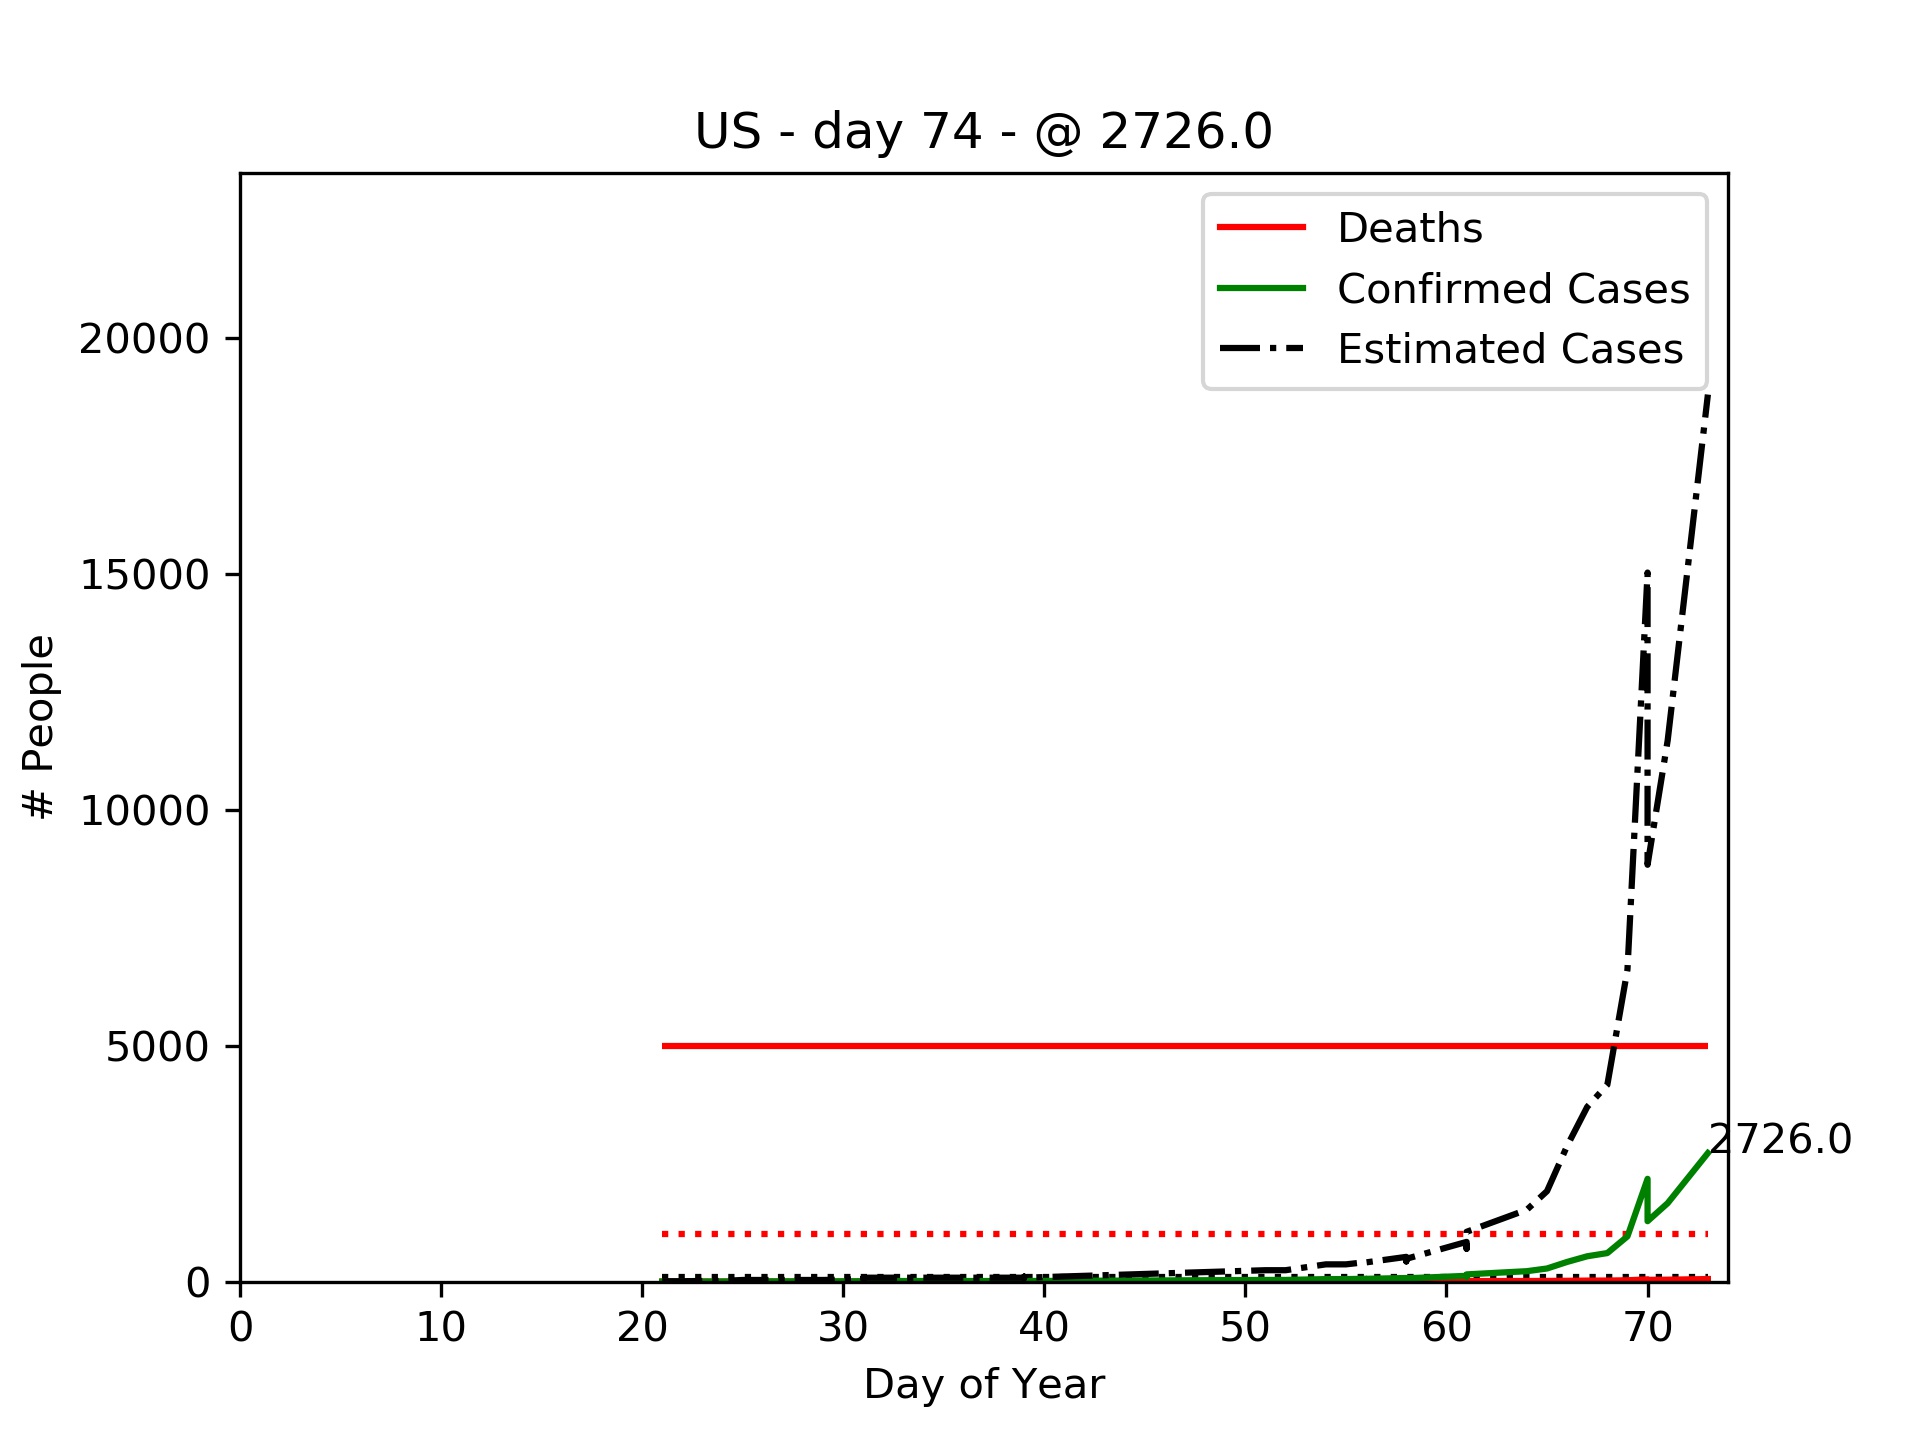 US - day 74 - @ 2726.0
Deaths
Confirmed Cases
Estimated Cases
# People
20000
15000
10000
5000
0
2726.0
0 10 20 30 40 50 60 70
Day of Year